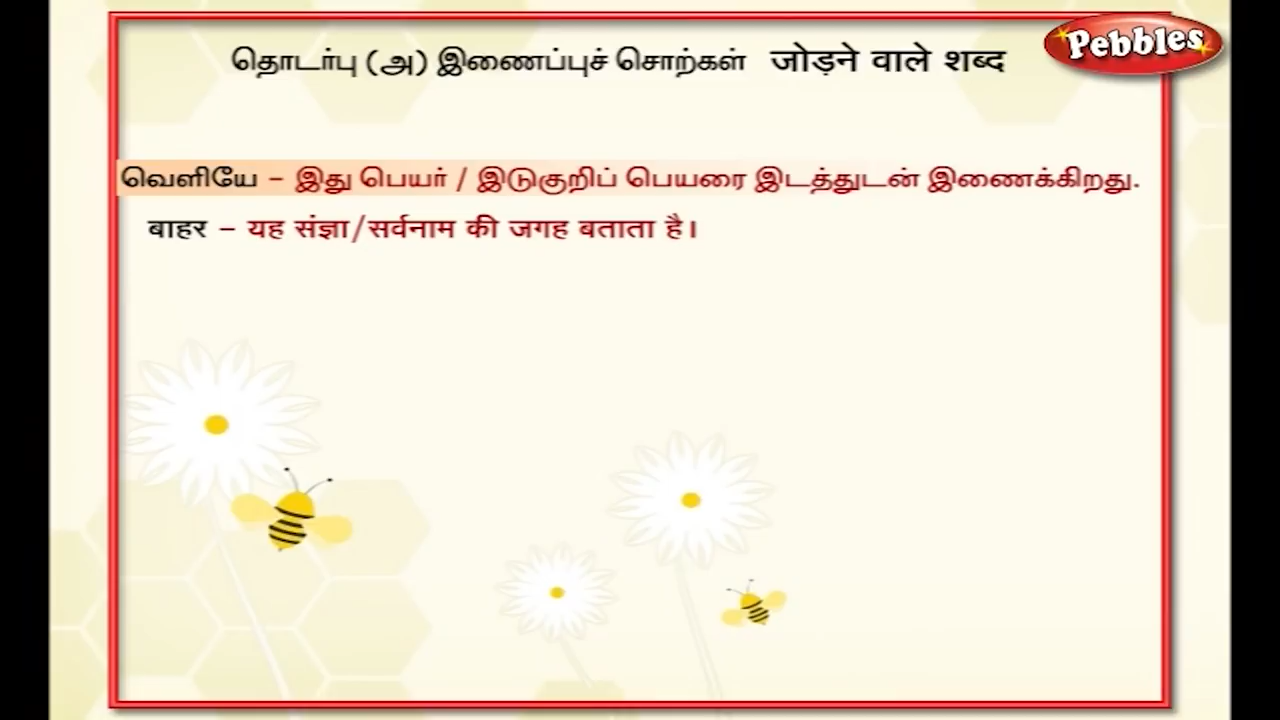 தொடர்பு (அ) இணைப்புச் சொற்கள் जोड़ने वाले शब्द
Pebbles
வெளியே – இது பெயர் / இடுகுறிப் பெயரை இடத்துடன் இணைக்கிறது.
बाहर – यह संज्ञा/सर्वनाम की जगह बताता है।